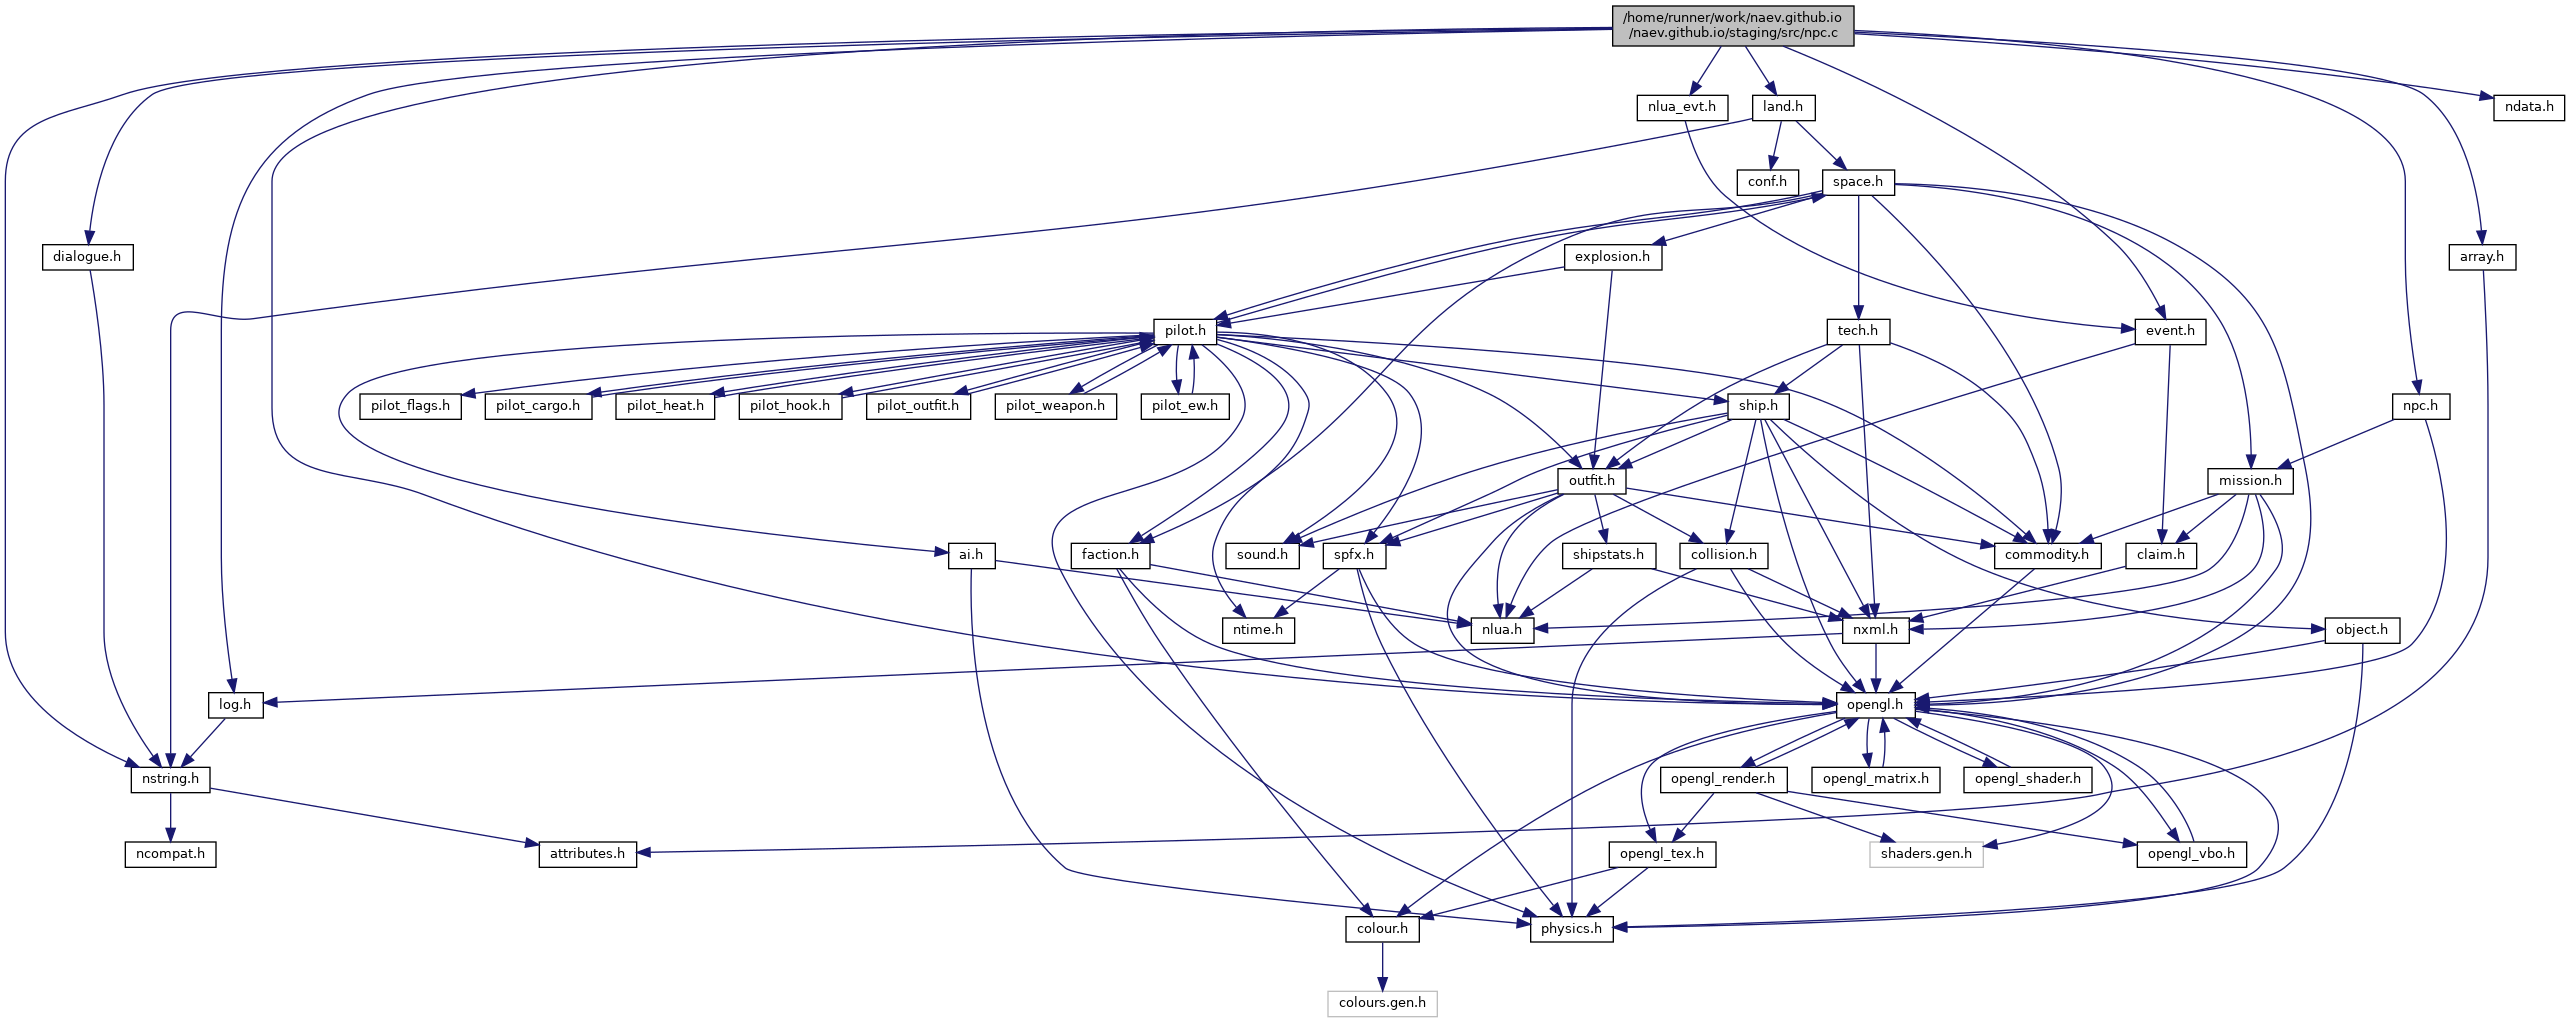 /home/runner/work/naev.github.io
/naev.github.io/staging/src/npc.c
nlua_evt.h
land.h
ndata.h
conf.h
space.h
dialogue.h
explosion.h
array.h
pilot.h
tech.h
event.h
pilot_flags.h
pilot_cargo.h
pilot_heat.h
pilot_hook.h
pilot_outfit.h
pilot_weapon.h
pilot_ew.h
ship.h
npc.h
outfit.h
mission.h
ai.h
faction.h
sound.h
spfx.h
shipstats.h
collision.h
commodity.h
claim.h
ntime.h
nlua.h
nxml.h
object.h
log.h
opengl.h
nstring.h
opengl_render.h
opengl_matrix.h
opengl_shader.h
ncompat.h
attributes.h
opengl_tex.h
shaders.gen.h
opengl_vbo.h
colour.h
physics.h
colours.gen.h